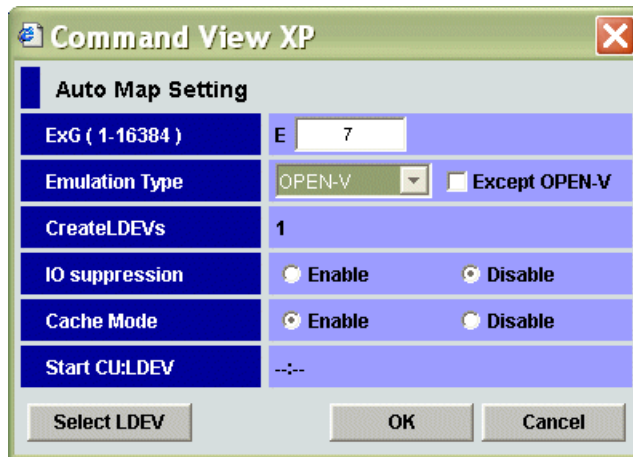 Command View XP
Auto Map Setting
ExG ( 1-16384 ) E 7
Emulation Type OPEN-V Except OPEN-V
CreateLDEVs 1
IO suppression Enable Disable
Cache Mode Enable Disable
Start CU:LDEV --:--
Select LDEV OK Cancel